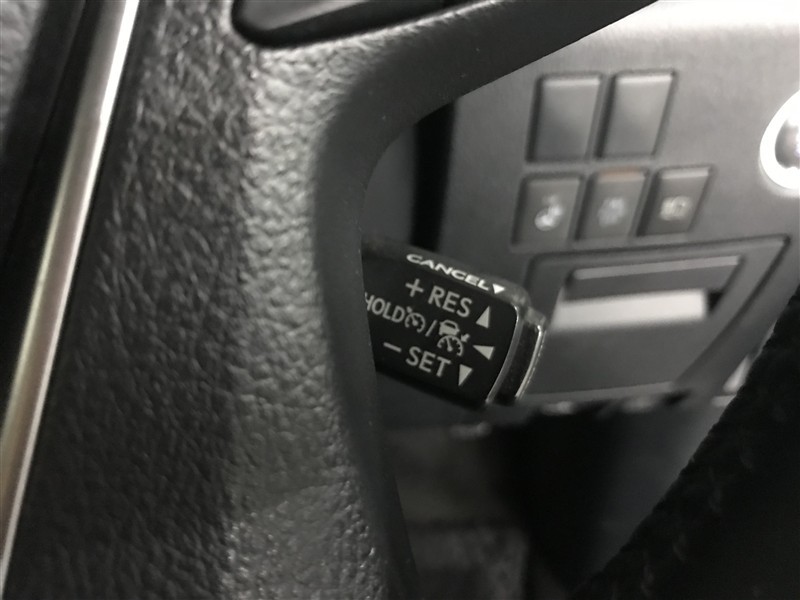 CANCEL▼
+ RES▲
HOLD / ◄
− SET▼